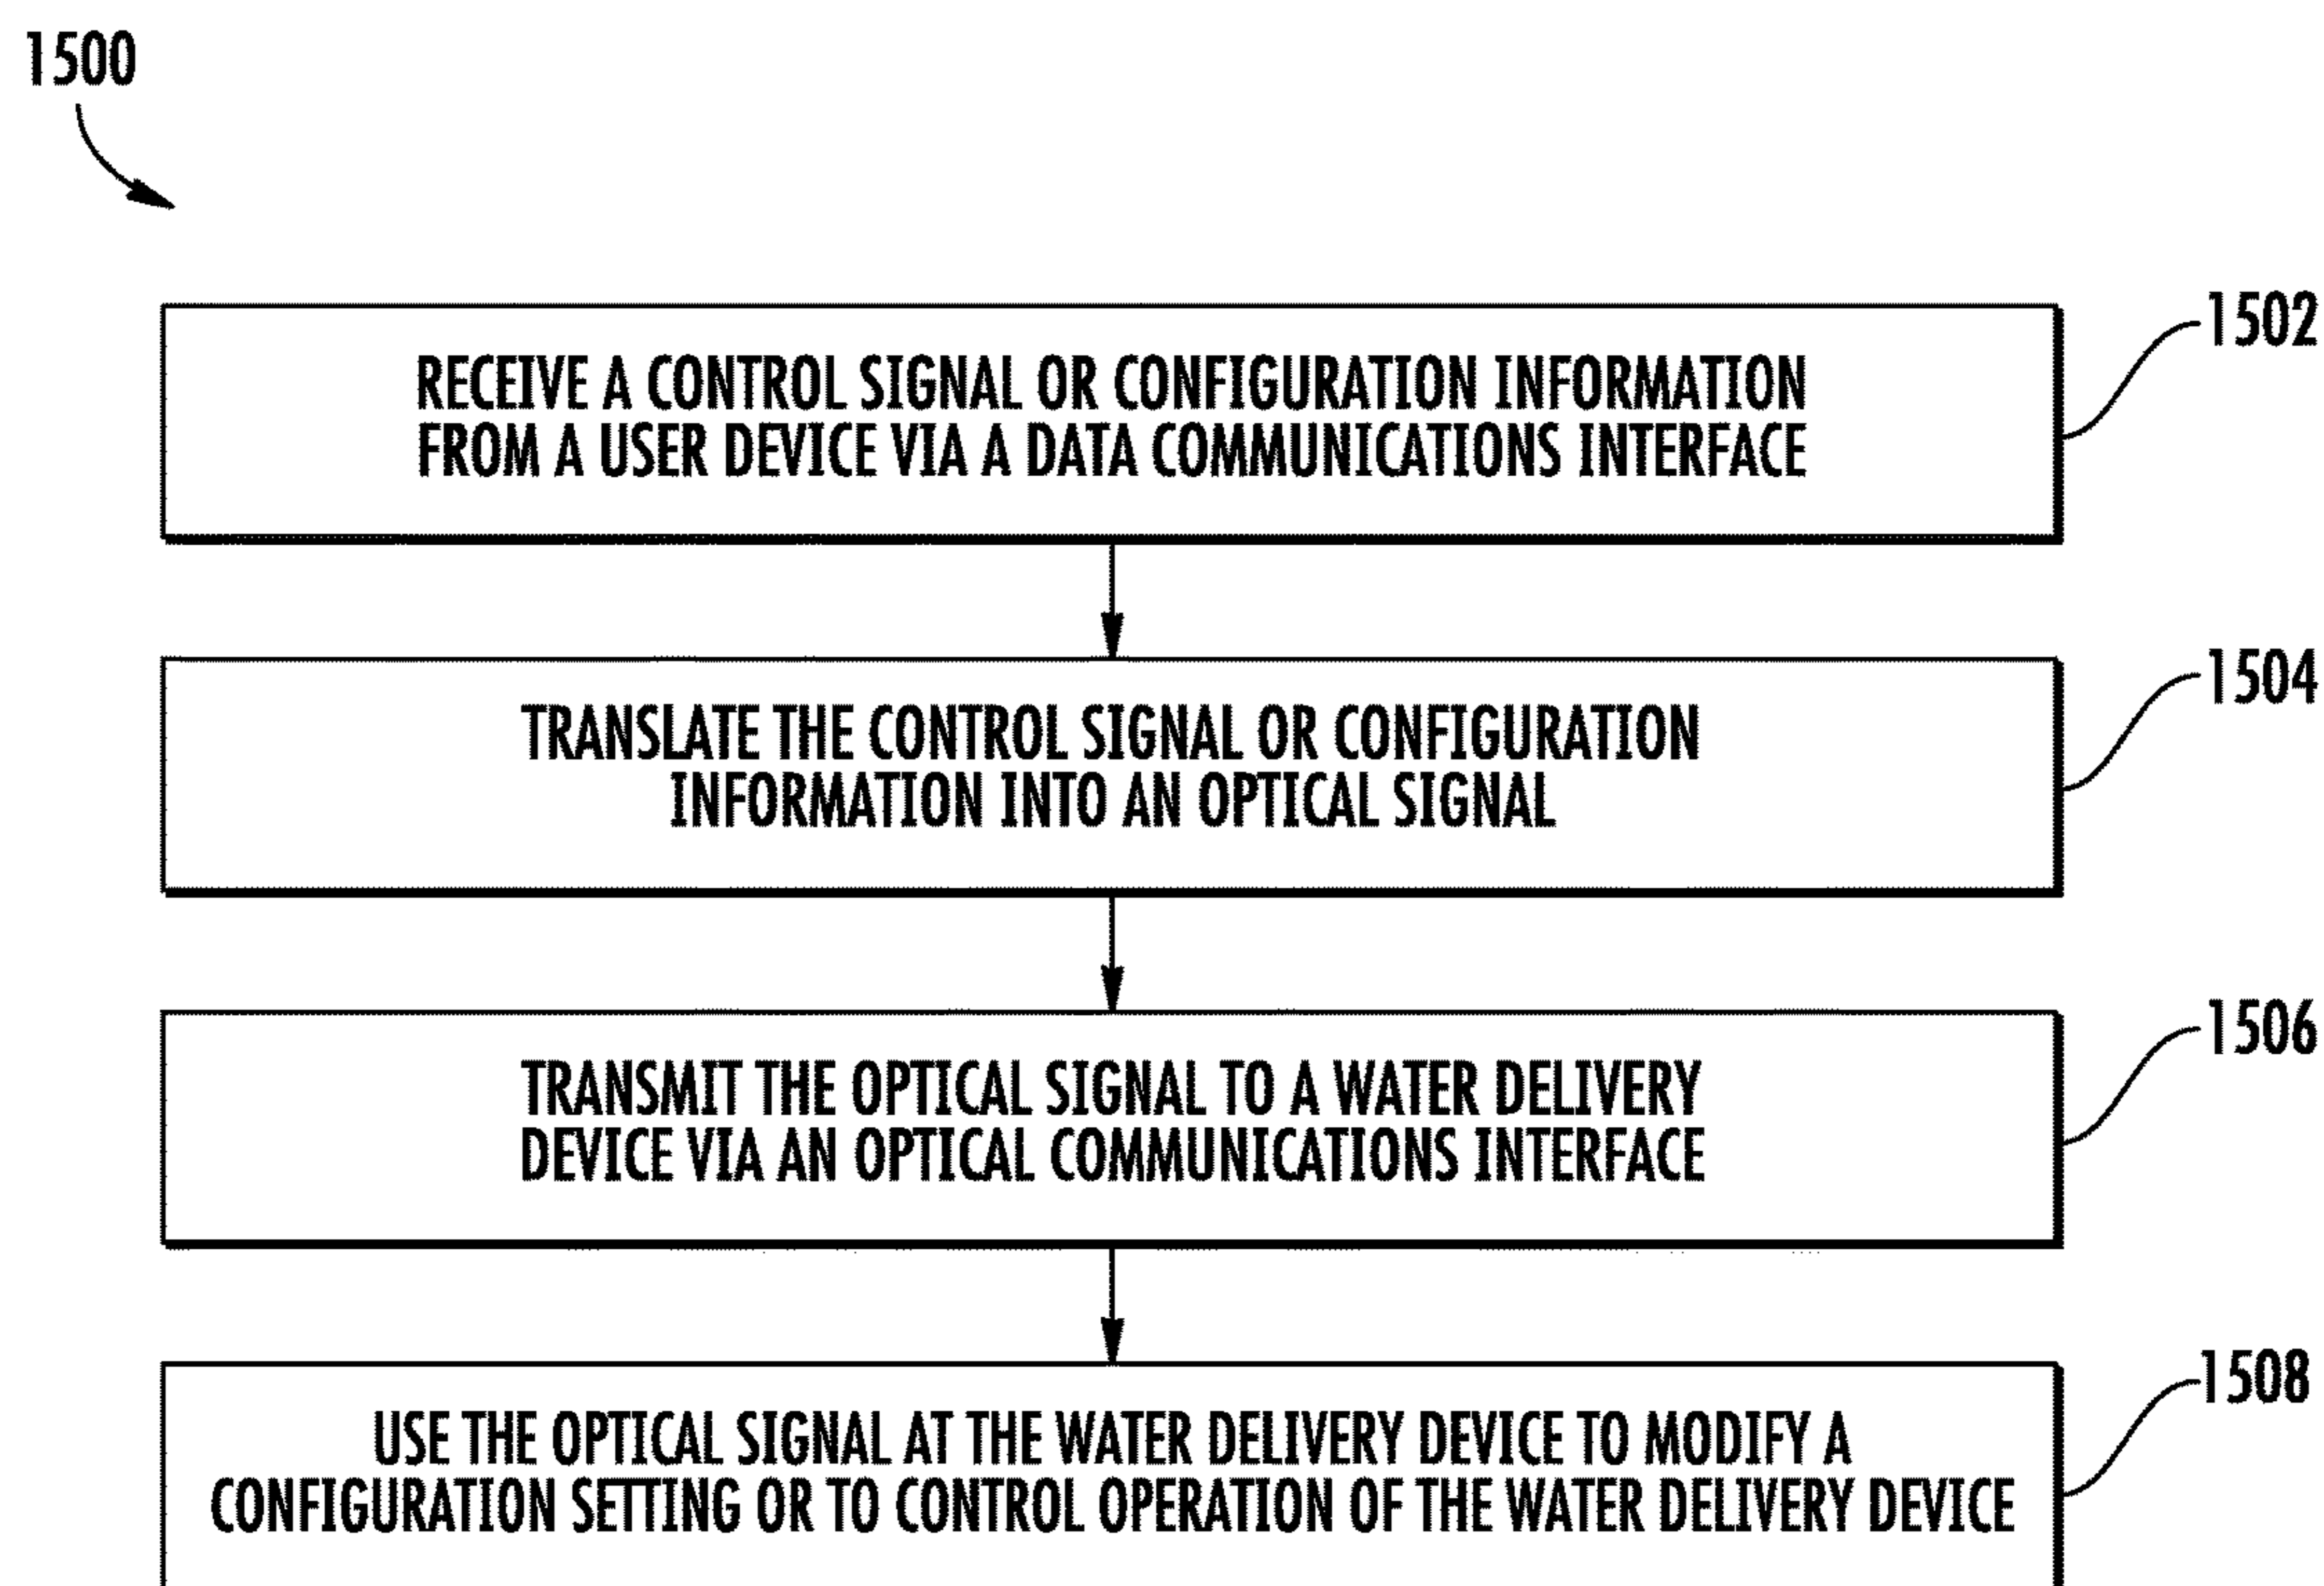 1500
RECEIVE A CONTROL SIGNAL OR CONFIGURATION INFORMATION
FROM A USER DEVICE VIA A DATA COMMUNICATIONS INTERFACE
1502
TRANSLATE THE CONTROL SIGNAL OR CONFIGURATION
INFORMATION INTO AN OPTICAL SIGNAL
1504
TRANSMIT THE OPTICAL SIGNAL TO A WATER DELIVERY
DEVICE VIA AN OPTICAL COMMUNICATIONS INTERFACE
1506
USE THE OPTICAL SIGNAL AT THE WATER DELIVERY DEVICE TO MODIFY A
CONFIGURATION SETTING OR TO CONTROL OPERATION OF THE WATER DELIVERY DEVICE
1508